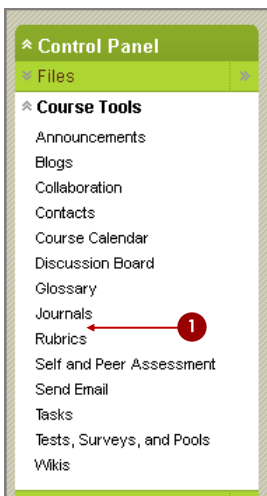 Control Panel
Files
Course Tools
Announcements
Blogs
Collaboration
Contacts
Course Calendar
Discussion Board
Glossary
Journals
1
Rubrics
Self and Peer Assessment
Send Email
Tasks
Tests, Surveys, and Pools
Wikis